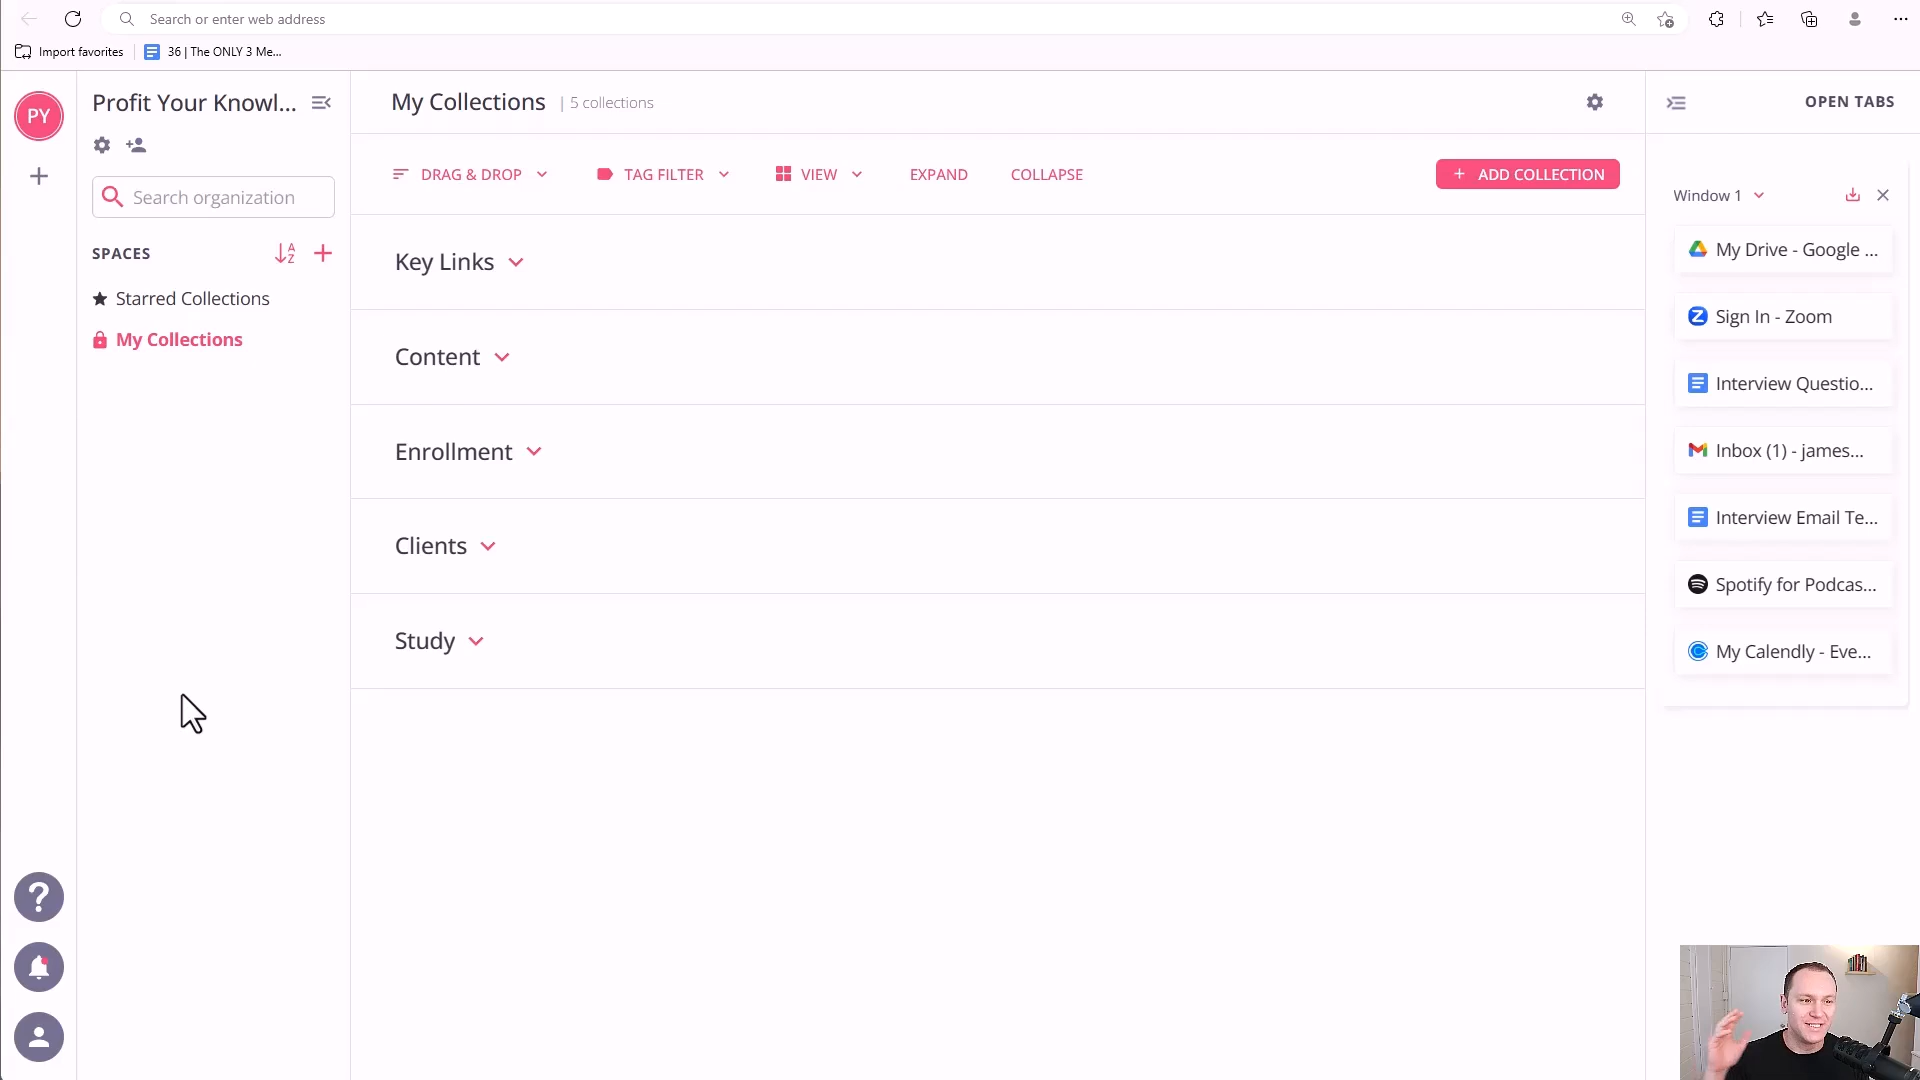 Search or enter web address
Import favorites
36 | The ONLY 3 Me...
PY
Profit Your Knowl...
Search organization
SPACES
A
Z
Starred Collections
My Collections
My Collections | 5 collections
DRAG & DROP
TAG FILTER
VIEW
EXPAND
COLLAPSE
+ ADD COLLECTION
Key Links
Content
Enrollment
Clients
Study
OPEN TABS
Window 1
My Drive - Google ...
Sign In - Zoom
Interview Questio...
Inbox (1) - james...
Interview Email Te...
Spotify for Podcas...
My Calendly - Eve...